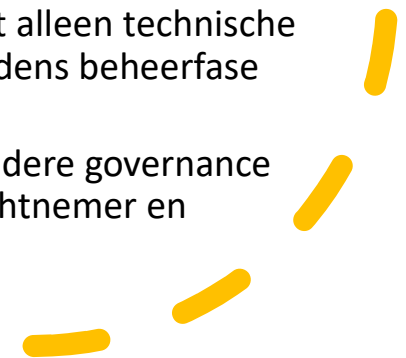 t alleen technische
dens beheerfase
dere governance
htnemer en